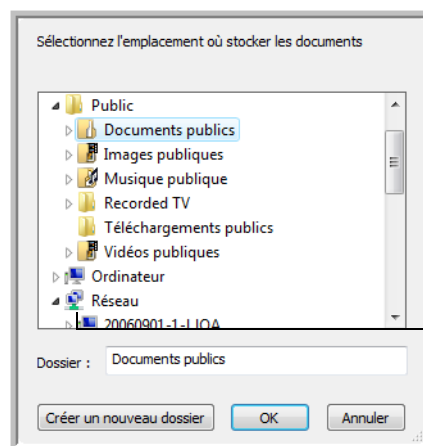 Sélectionnez l'emplacement où stocker les documents
Public
Documents publics
Images publiques
Musique publique
Recorded TV
Téléchargements publics
Vidéos publiques
Ordinateur
Réseau
Dossier :
Documents publics
Créer un nouveau dossier
OK
Annuler